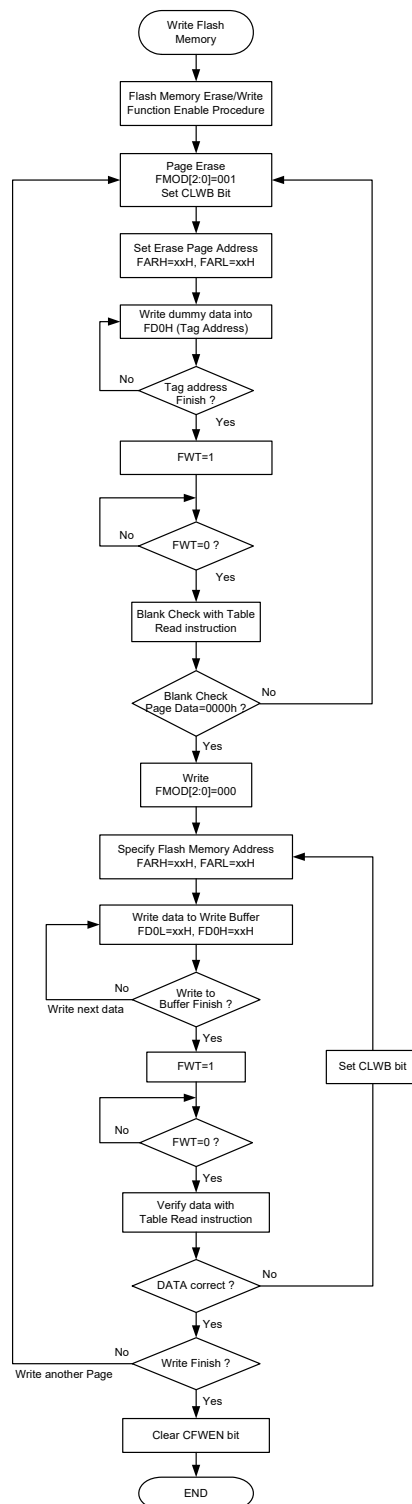 Write Flash
Memory
Flash Memory Erase/Write
Function Enable Procedure
Page Erase
FMOD[2:0]=001
Set CLWB Bit
Set Erase Page Address
FARH=xxH, FARL=xxH
Write dummy data into
FD0H (Tag Address)
No
Tag address
Finish ?
Yes
FWT=1
No
FWT=0 ?
Yes
Blank Check with Table
Read instruction
No
Blank Check
Page Data=0000h ?
Yes
Write
FMOD[2:0]=000
Specify Flash Memory Address
FARH=xxH, FARL=xxH
Write data to Write Buffer
FD0L=xxH, FD0H=xxH
No
Write next data
Write to
Buffer Finish ?
Yes
FWT=1
Set CLWB bit
No
FWT=0 ?
Yes
Verify data with
Table Read instruction
No
DATA correct ?
Yes
No
Write Finish ?
Write another Page
Yes
Clear CFWEN bit
END